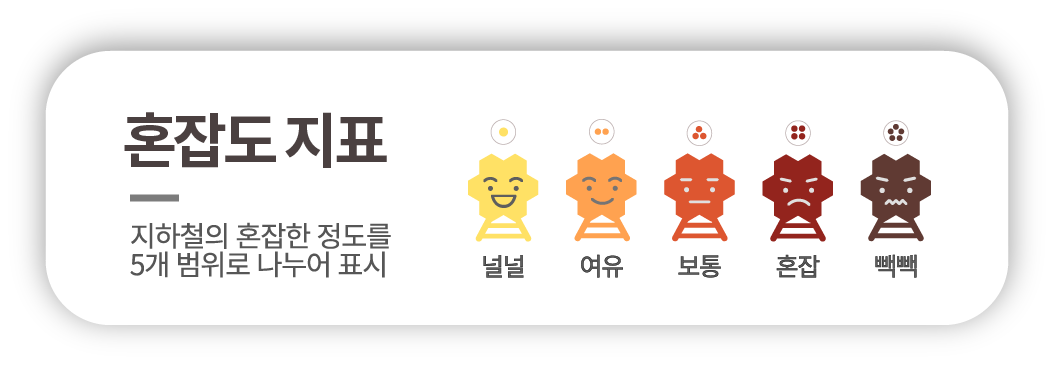 혼잡도 지표
지하철의 혼잡한 정도를
5개 범위로 나누어 표시
널널 여유 보통 혼잡 빽빽